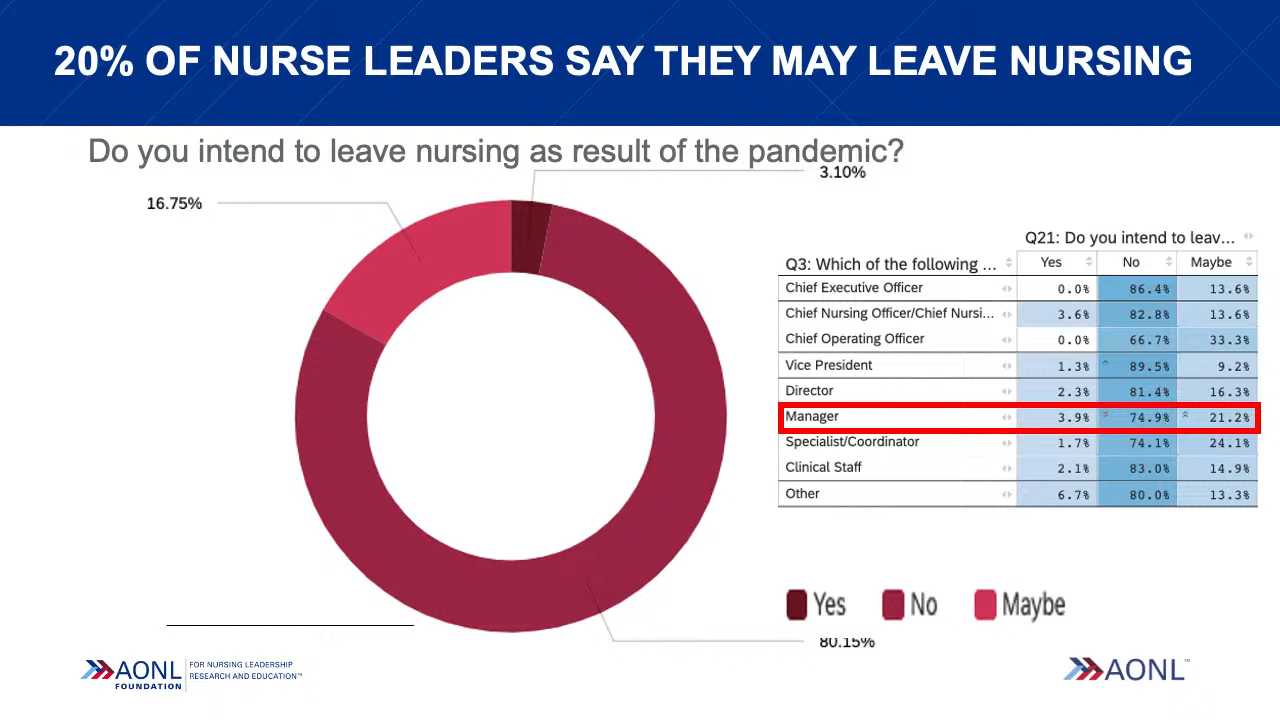 20% OF NURSE LEADERS SAY THEY MAY LEAVE NURSING
Do you intend to leave nursing as result of the pandemic?
3.10%
16.75%
Q21: Do you intend to leav...
Q3: Which of the following ... Yes No Maybe
Chief Executive Officer 0.0% 86.4% 13.6%
Chief Nursing Officer/Chief Nursi... 3.6% 82.8% 13.6%
Chief Operating Officer 0.0% 66.7% 33.3%
Vice President 1.3% 89.5% 9.2%
Director 2.3% 81.4% 16.3%
Manager 3.9% 74.9% 21.2%
Specialist/Coordinator 1.7% 74.1% 24.1%
Clinical Staff 2.1% 83.0% 14.9%
Other 6.7% 80.0% 13.3%
Yes No Maybe
80.15%
AONL FOUNDATION
FOR NURSING LEADERSHIP
RESEARCH AND EDUCATION™
AONL™